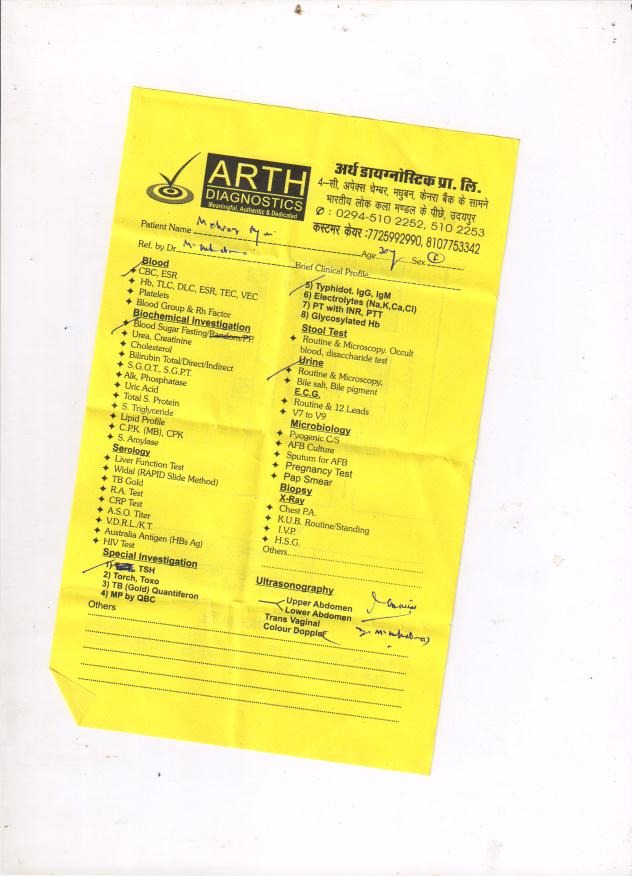 ARTH
DIAGNOSTICS
Meaningful, Authentic & Dedicated
अर्थ डायग्नोस्टिक प्रा. लि.
4–सी, अपेक्स चेम्बर, मधुबन, केनरा बैंक के सामने
भारतीय लोक कला मण्डल के पीछे, उदयपुर
✆ : 0294-510 2252, 510 2253
कस्टमर केयर :7725992990, 8107753342
Patient Name
Age 30y Sex F
Ref. by Dr.
Brief Clinical Profile
Blood
CBC, ESR
Hb, TLC, DLC, ESR, TEC, VEC
Platelets
Blood Group & Rh Factor
Biochemical Investigation
Blood Sugar Fasting/Random/P.P.
Urea, Creatinine
Cholesterol
Bilirubin Total/Direct/Indirect
S.G.O.T., S.G.P.T.
Alk, Phosphatase
Uric Acid
Total S. Protein
S. Triglyceride
Lipid Profile
C.P.K. (MB), CPK
S. Amylase
Serology
Liver Function Test
Widal (RAPID Slide Method)
TB Gold
R.A. Test
CRP Test
A.S.O. Titer
V.D.R.L./K.T.
Australia Antigen (HBs Ag)
HIV Test
Special Investigation
1) TSH
2) Torch, Toxo
3) TB (Gold) Quantiferon
4) MP by QBC
Others
5) Typhidot. IgG, IgM
6) Electrolytes (Na,K,Ca,Cl)
7) PT with INR, PTT
8) Glycosylated Hb
Stool Test
Routine & Microscopy. Occult
blood, disaccharide test
Urine
Routine & Microscopy,
Bile salt, Bile pigment
E.C.G.
Routine & 12 Leads
V7 to V9
Microbiology
Pyogenic C/S
AFB Culture
Sputum for AFB
Pregnancy Test
Pap Smear
Biopsy
X-Ray
Chest P.A.
K.U.B. Routine/Standing
I.V.P.
H.S.G.
Others
Ultrasonography
Upper Abdomen
Lower Abdomen
Trans Vaginal
Colour Doppler